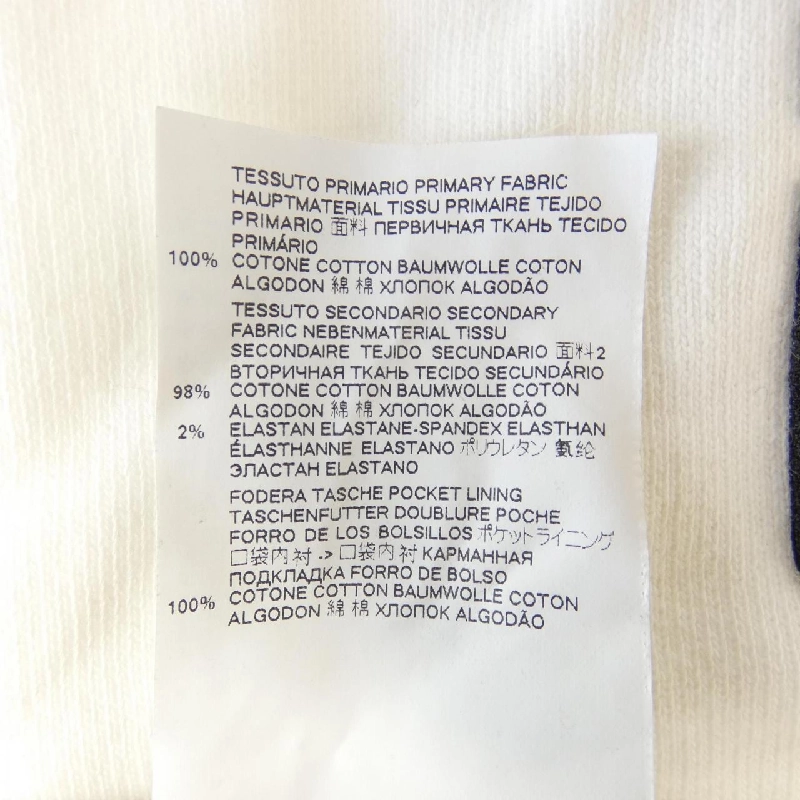 TESSUTO PRIMARIO PRIMARY FABRIC
HAUPTMATERIAL TISSU PRIMAIRE TEJIDO
PRIMARIO 面料 ПЕРВИЧНАЯ ТКАНЬ TECIDO
PRIMÁRIO
100% COTONE COTTON BAUMWOLLE COTON
ALGODON 綿 棉 ХЛОПОК ALGODÃO
TESSUTO SECONDARIO SECONDARY
FABRIC NEBENMATERIAL TISSU
SECONDAIRE TEJIDO SECUNDARIO 面料2
ВТОРИЧНАЯ ТКАНЬ TECIDO SECUNDÁRIO
98% COTONE COTTON BAUMWOLLE COTON
ALGODON 綿 棉 ХЛОПОК ALGODÃO
2% ELASTAN ELASTANE-SPANDEX ELASTHAN
ÉLASTHANNE ELASTANO ポリウレタン 氨纶
ЭЛАСТАН ELASTANO
FODERA TASCHE POCKET LINING
TASCHENFUTTER DOUBLURE POCHE
FORRO DE LOS BOLSILLOS ポケットライニング
口袋内衬 -> 口袋内衬 КАРМАННАЯ
ПОДКЛАДКА FORRO DE BOLSO
100% COTONE COTTON BAUMWOLLE COTON
ALGODON 綿 棉 ХЛОПОК ALGODÃO